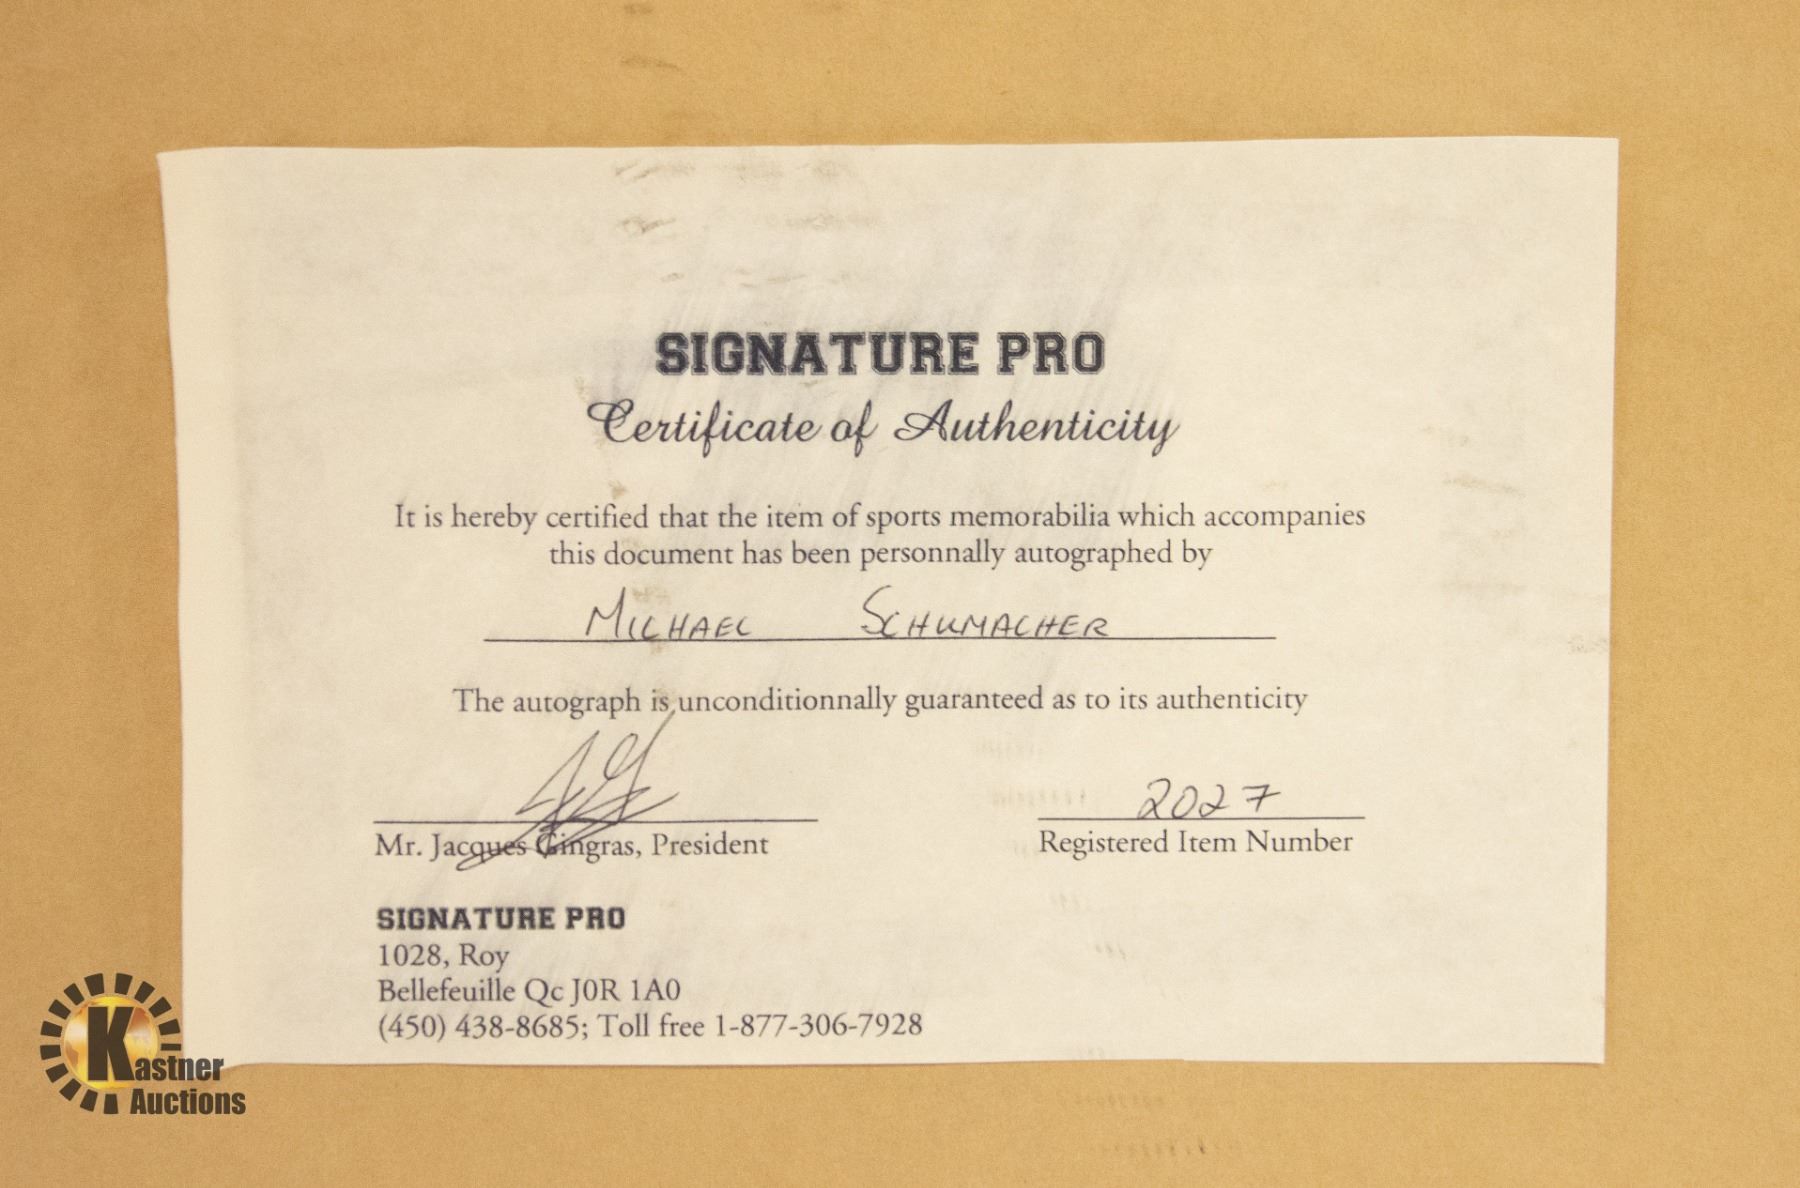 SIGNATURE PRO
Certificate of Authenticity
It is hereby certified that the item of sports memorabilia which accompanies
this document has been personnally autographed by
MICHAEL SCHUMACHER
The autograph is unconditionnally guaranteed as to its authenticity
2027
Mr. Jacques Gingras, President
Registered Item Number
SIGNATURE PRO
1028, Roy
Bellefeuille Qc J0R 1A0
(450) 438-8685; Toll free 1-877-306-7928
Kastner
Auctions